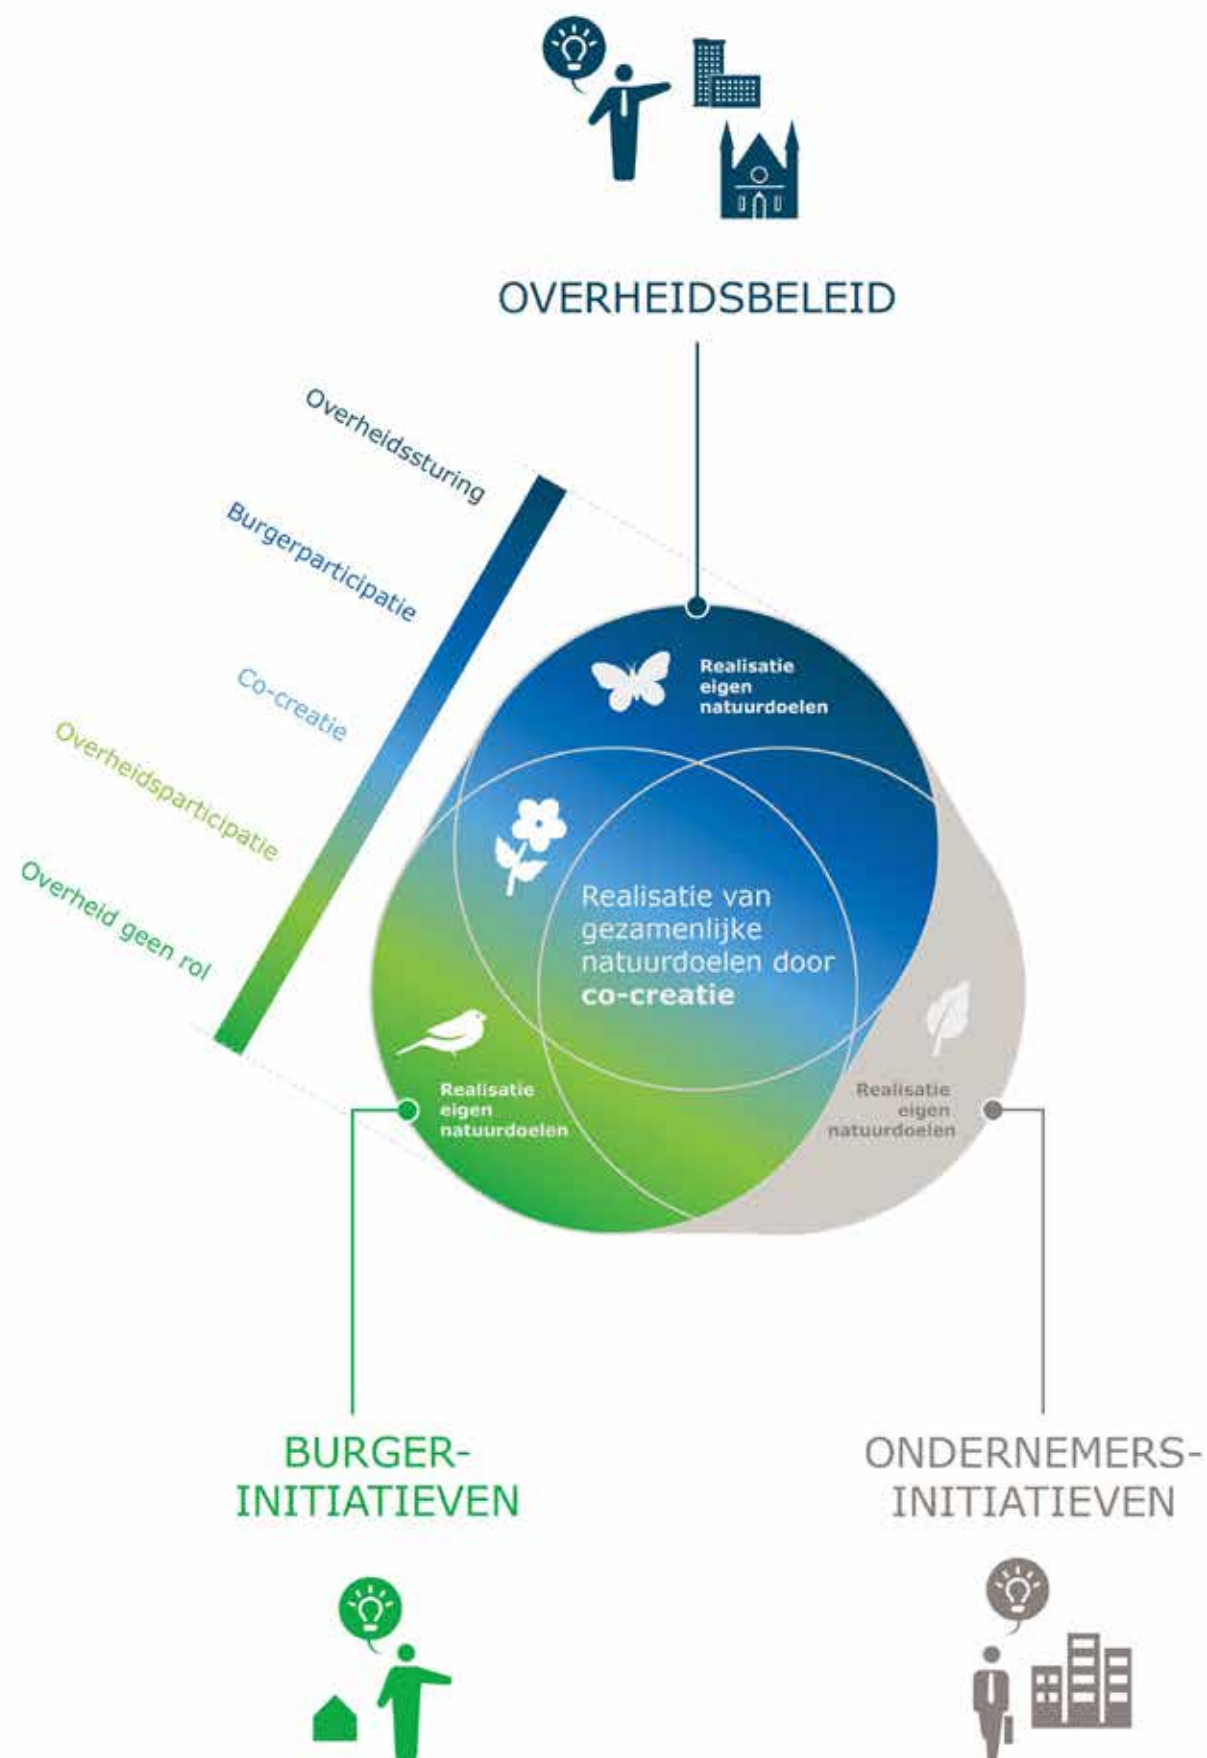 OVERHEIDSBELEID
Overheidssturing
Burgerparticipatie
Co-creatie
Overheidsparticipatie
Overheid geen rol
Realisatie
eigen
natuurdoelen
Realisatie van
gezamenlijke
natuurdoelen door
co-creatie
Realisatie
eigen
natuurdoelen
Realisatie
eigen
natuurdoelen
BURGER-
INITIATIEVEN
ONDERNEMERS-
INITIATIEVEN